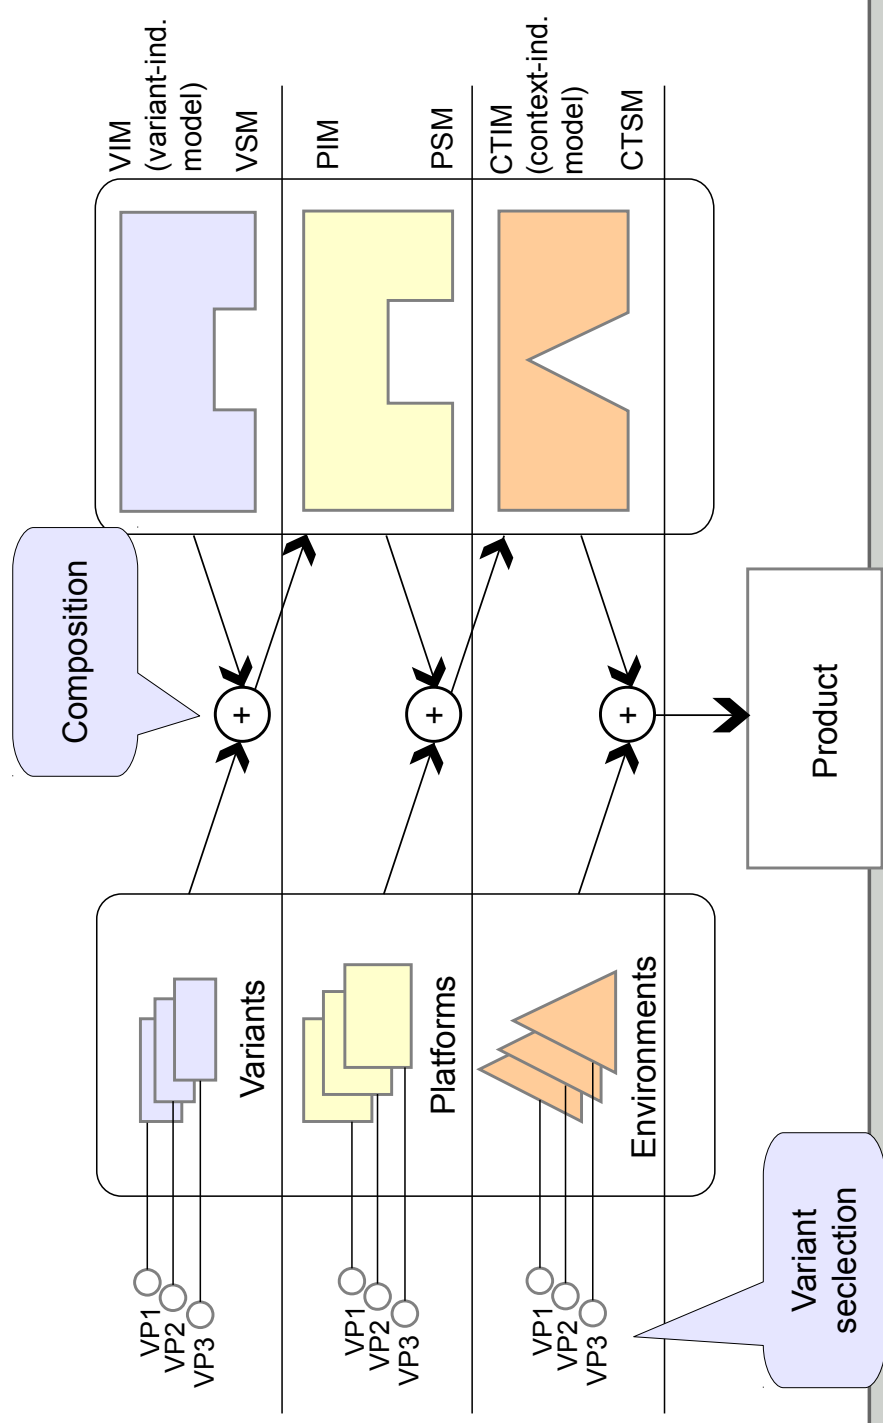 Composition
VIM
(variant-ind.
model)
VSM
PIM
PSM
CTIM
(context-ind.
model)
CTSM
+
+
+
Variants
Platforms
Environments
VP1
VP2
VP3
VP1
VP2
VP3
VP1
VP2
VP3
Variant
seclection
Product